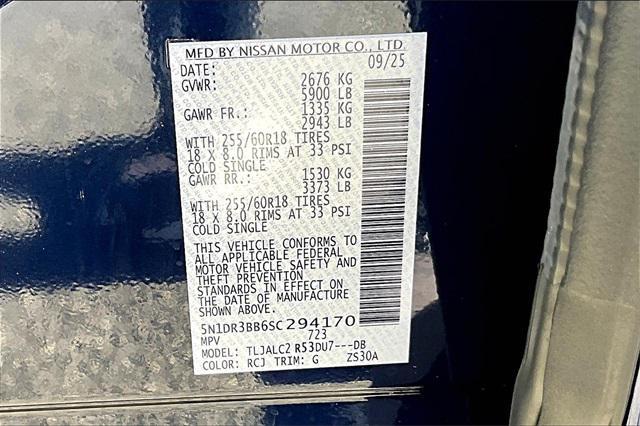 MFD BY NISSAN MOTOR CO., LTD.
DATE: 09/25
GVWR: 2676 KG
5900 LB
GAWR FR: 1335 KG
2943 LB
WITH 255/60R18 TIRES
18 X 8.0 RIMS AT 33 PSI
COLD SINGLE
GAWR RR: 1530 KG
3373 LB
WITH 255/60R18 TIRES
18 X 8.0 RIMS AT 33 PSI
COLD SINGLE
THIS VEHICLE CONFORMS TO
ALL APPLICABLE FEDERAL
MOTOR VEHICLE SAFETY AND
THEFT PREVENTION
STANDARDS IN EFFECT ON
THE DATE OF MANUFACTURE
SHOWN ABOVE.
5N1DR3BB6SC294170
MPV 723
MODEL: TLJALC2 R53DU7---DB
COLOR: RCJ TRIM: G ZS30A